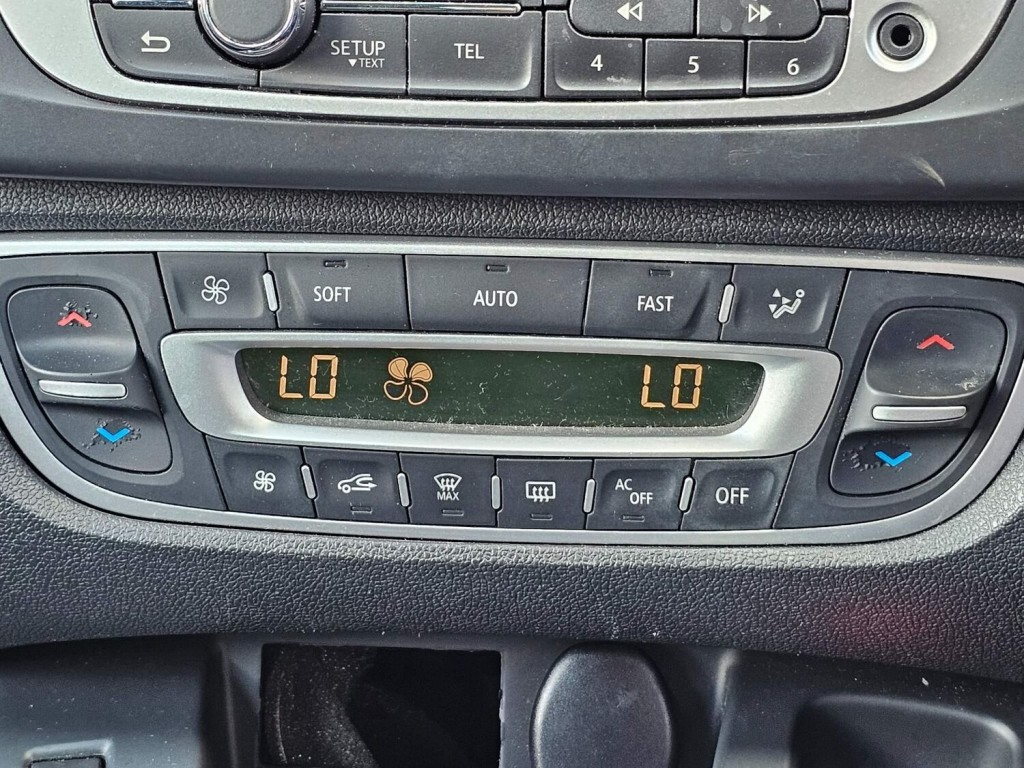 SETUP
▼TEXT
TEL
4
5
6
SOFT
AUTO
FAST
LO
LO
MAX
AC
OFF
OFF